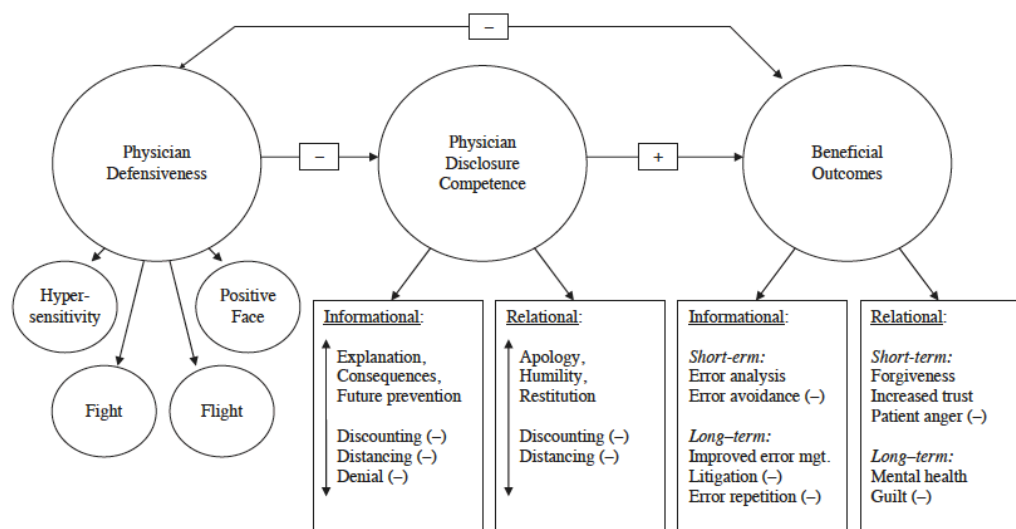 –
Physician
Defensiveness
–
Physician
Disclosure
Competence
+
Beneficial
Outcomes
Hyper-
sensitivity
Positive
Face
Fight
Flight
Informational:
Explanation,
Consequences,
Future prevention
Discounting (–)
Distancing (–)
Denial (–)
Relational:
Apology,
Humility,
Restitution
Discounting (–)
Distancing (–)
Informational:
Short-erm:
Error analysis
Error avoidance (–)
Long–term:
Improved error mgt.
Litigation (–)
Error repetition (–)
Relational:
Short-term:
Forgiveness
Increased trust
Patient anger (–)
Long–term:
Mental health
Guilt (–)